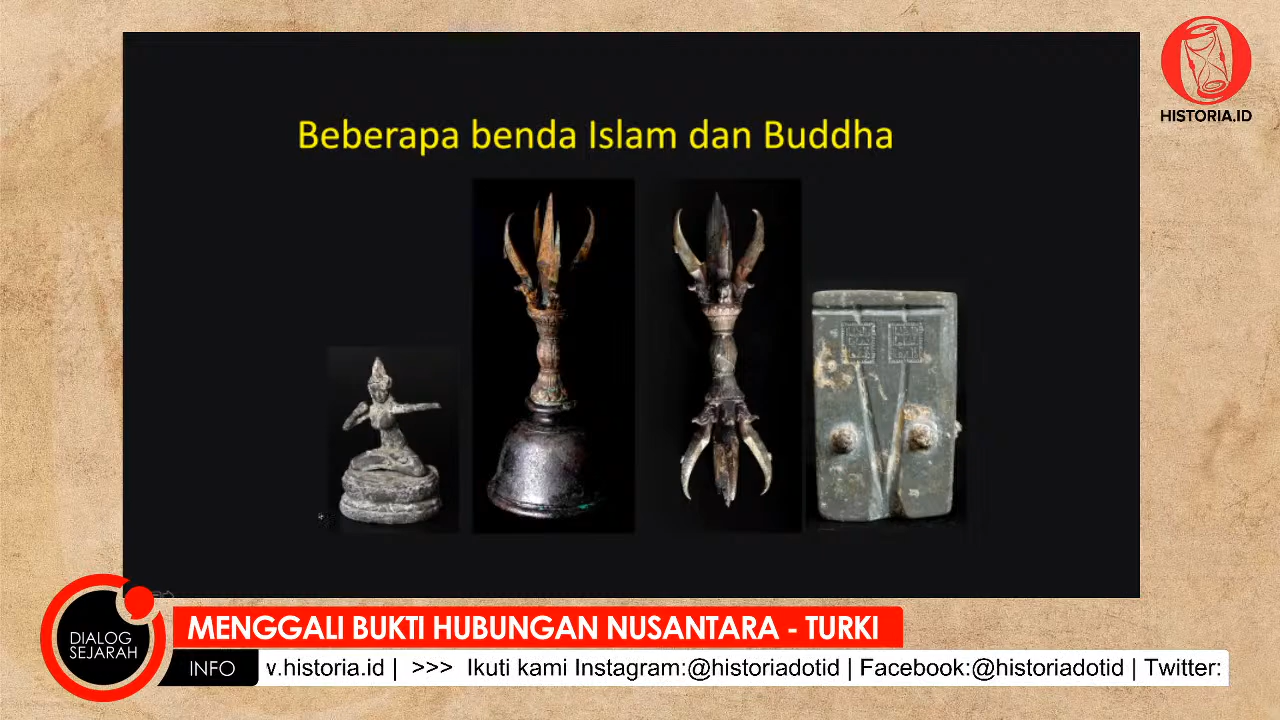 HISTORIA.ID
Beberapa benda Islam dan Buddha
DIALOG
SEJARAH
MENGGALI BUKTI HUBUNGAN NUSANTARA - TURKI
INFO
w.historia.id | >>> Ikuti kami Instagram:@historiadotid | Facebook:@historiadotid | Twitter: